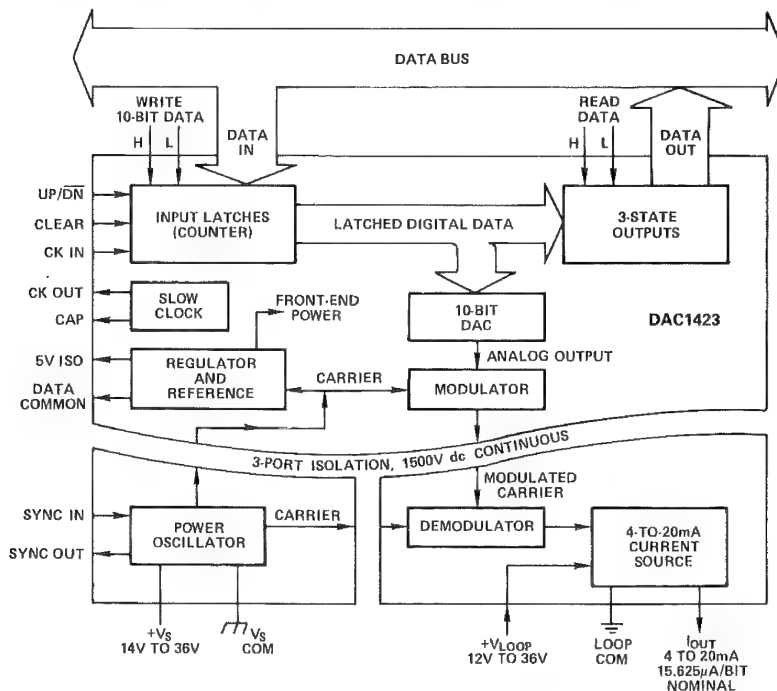 DATA BUS
WRITE
10-BIT DATA
H
L
DATA
IN
READ
DATA
H
L
DATA
OUT
UP/D̅N̅
CLEAR
CK IN
INPUT LATCHES
(COUNTER)
LATCHED DIGITAL DATA
3-STATE
OUTPUTS
CK OUT
CAP
SLOW
CLOCK
FRONT-END
POWER
10-BIT
DAC
DAC1423
5V ISO
DATA
COMMON
REGULATOR
AND
REFERENCE
CARRIER
ANALOG OUTPUT
MODULATOR
3-PORT ISOLATION, 1500V dc CONTINUOUS
MODULATED
CARRIER
SYNC IN
SYNC OUT
POWER
OSCILLATOR
CARRIER
DEMODULATOR
4-TO-20mA
CURRENT
SOURCE
+VS
14V TO 36V
VS
COM
+VLOOP
12V TO 36V
LOOP
COM
IOUT
4 TO 20mA
15.625μA/BIT
NOMINAL